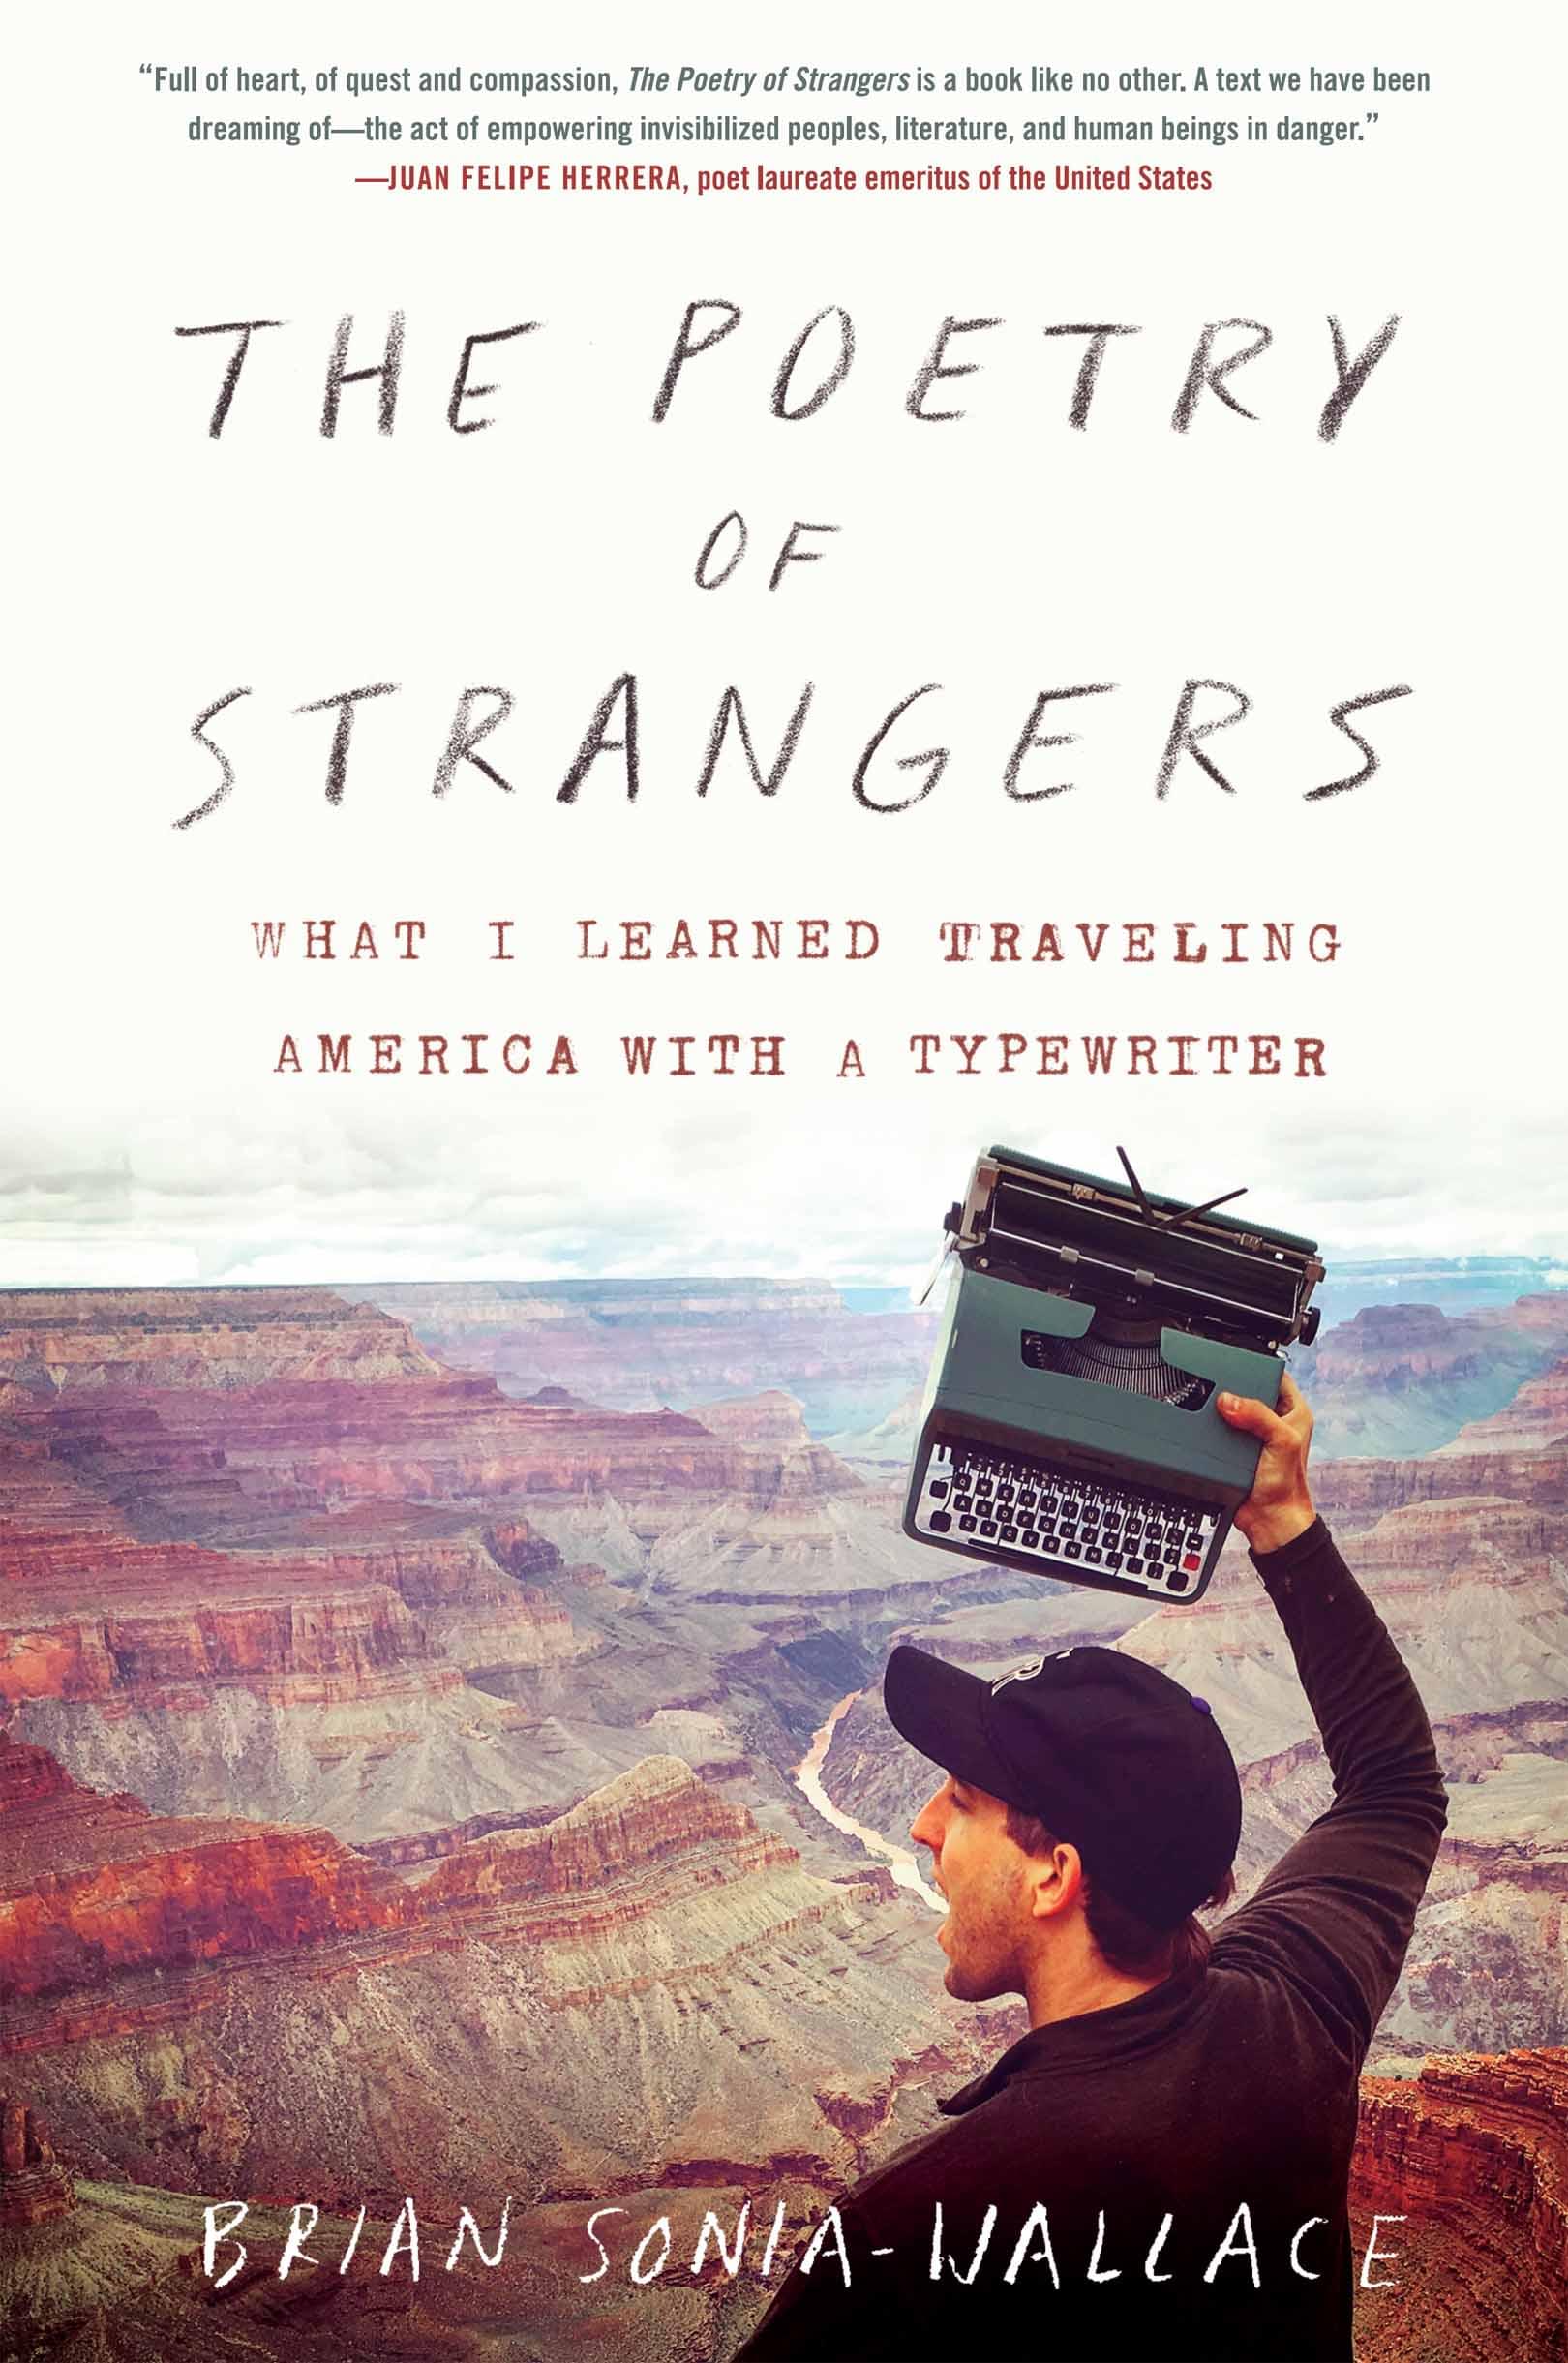 “Full of heart, of quest and compassion, The Poetry of Strangers is a book like no other. A text we have been
dreaming of—the act of empowering invisibilized peoples, literature, and human beings in danger.”
—JUAN FELIPE HERRERA, poet laureate emeritus of the United States
THE POETRY
OF
STRANGERS
WHAT I LEARNED TRAVELING
AMERICA WITH A TYPEWRITER
BRIAN SONIA-WALLACE